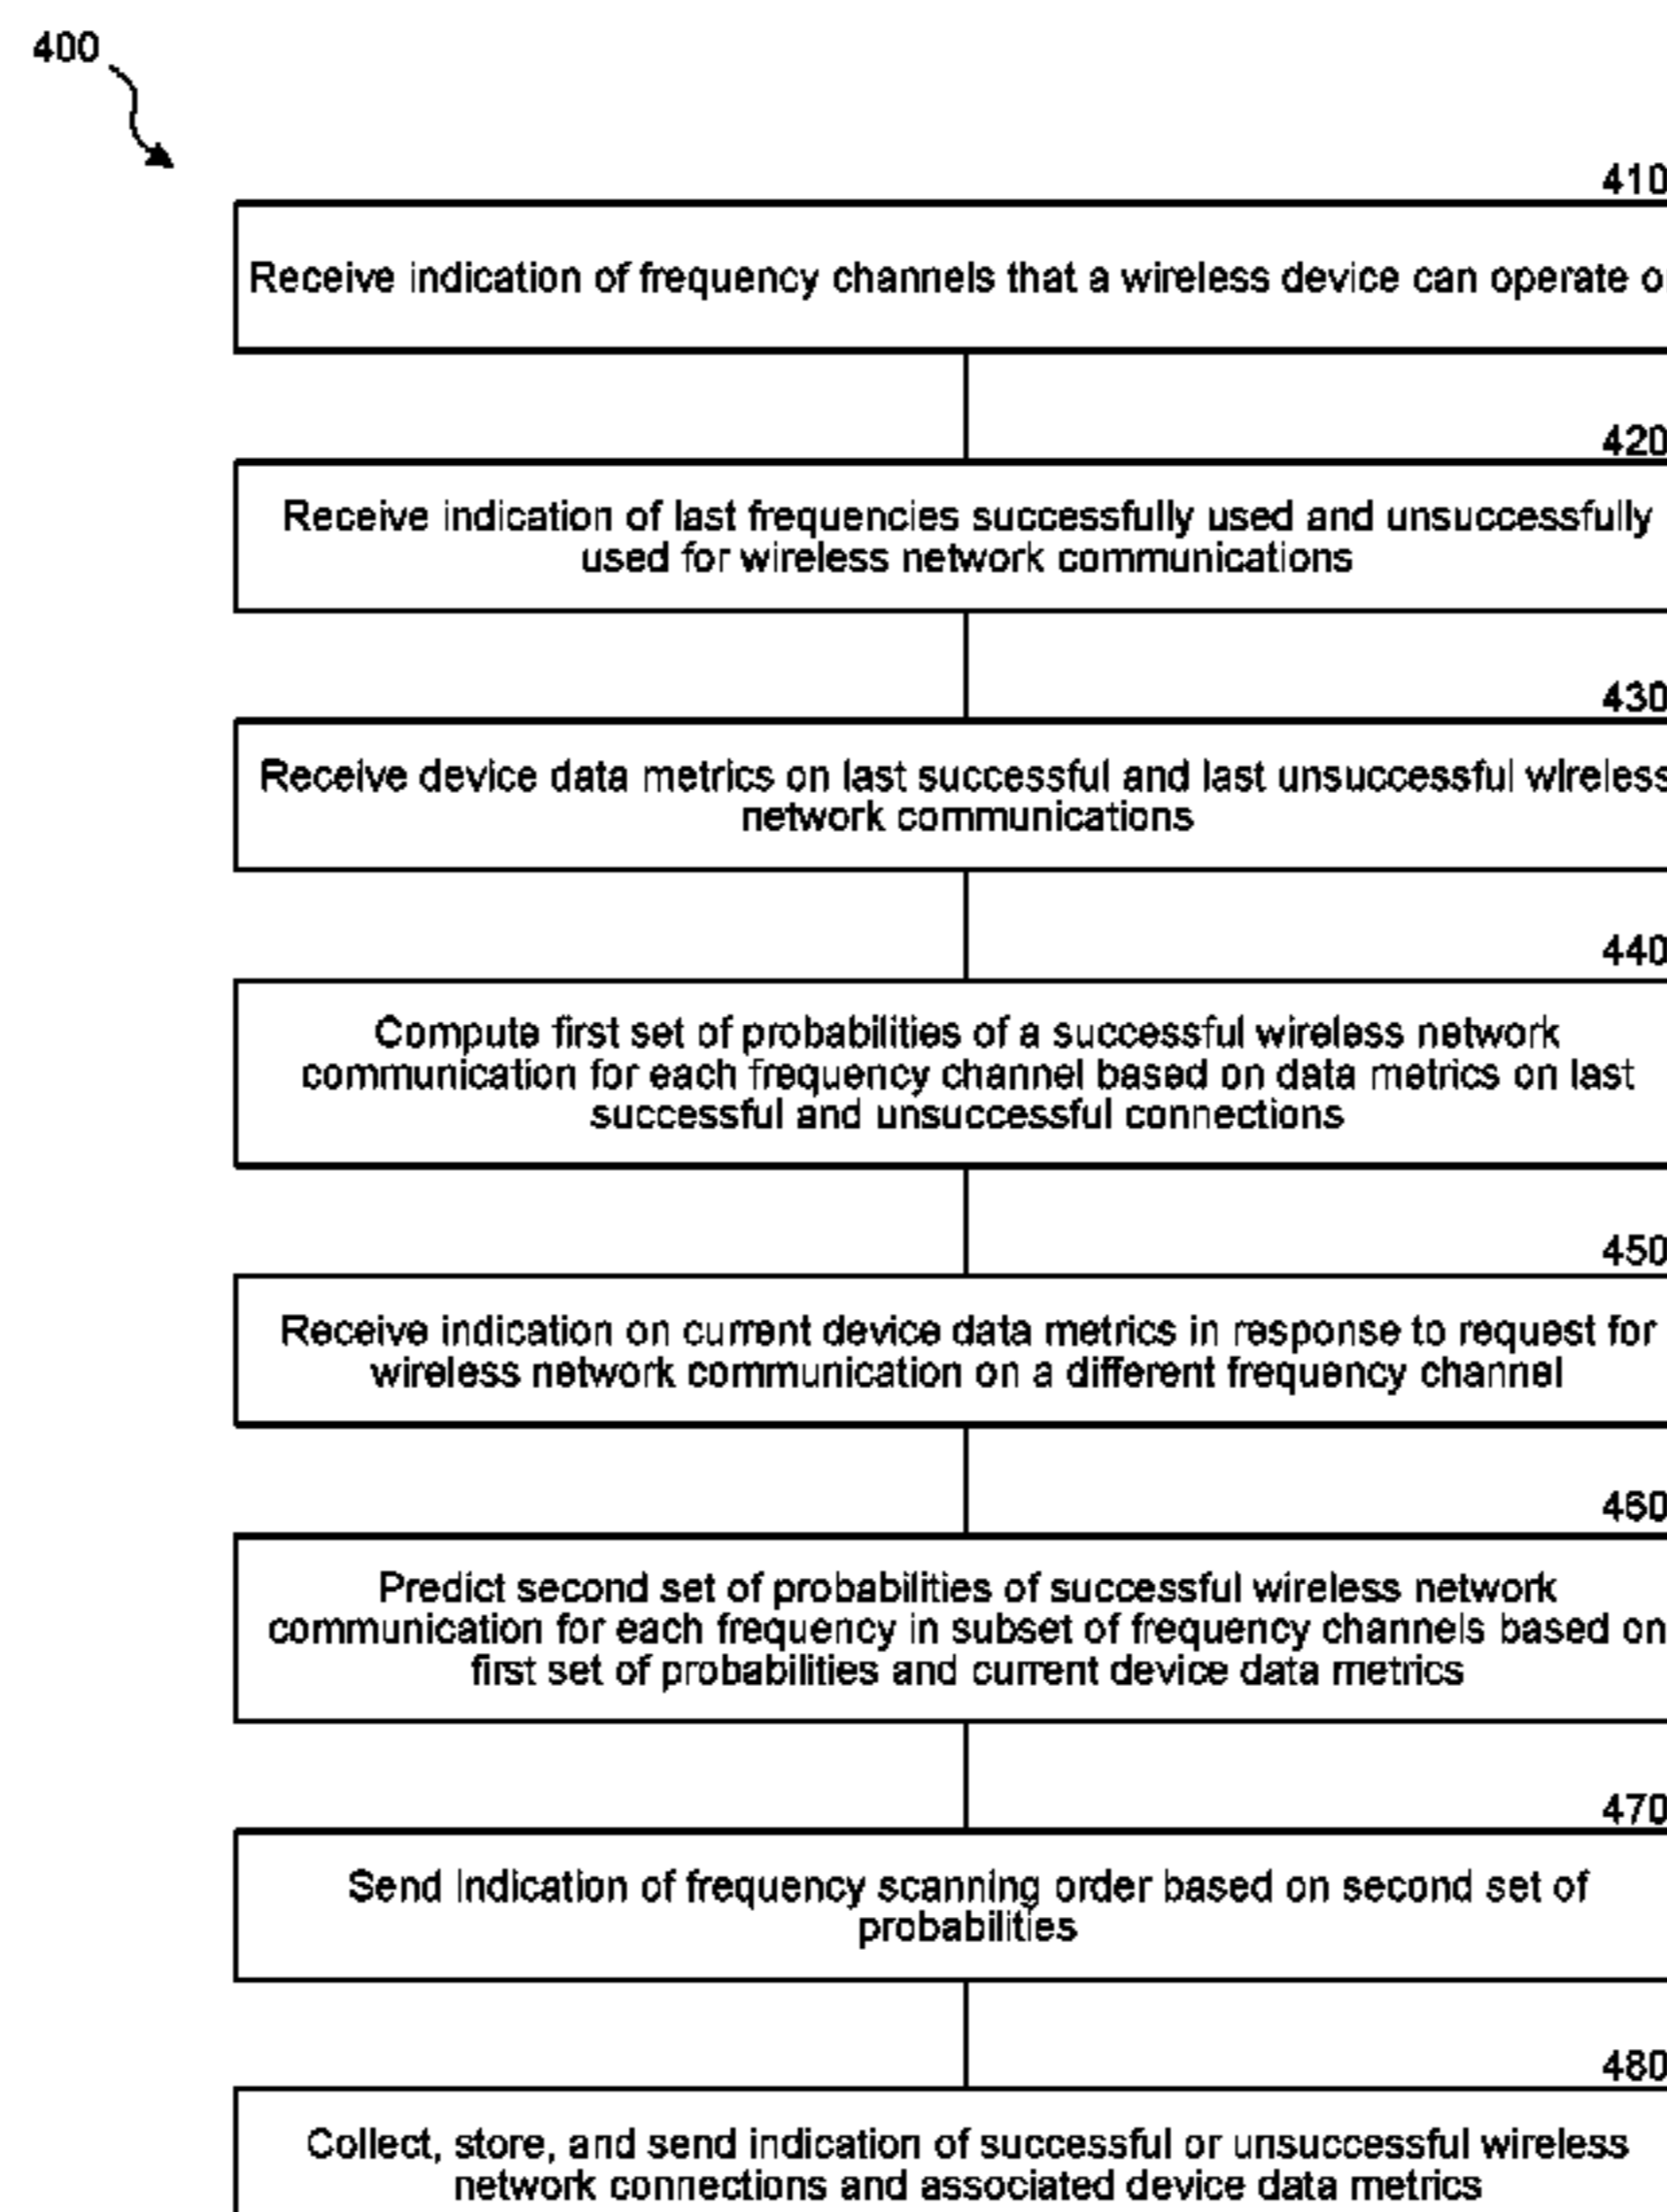 400
410
Receive indication of frequency channels that a wireless device can operate
420
Receive indication of last frequencies successfully used and unsuccessfully
used for wireless network communications
430
Receive device data metrics on last successful and last unsuccessful wireless
network communications
440
Compute first set of probabilities of a successful wireless network
communication for each frequency channel based on data metrics on last
successful and unsuccessful connections
450
Receive indication on current device data metrics in response to request for
wireless network communication on a different frequency channel
460
Predict second set of probabilities of successful wireless network
communication for each frequency in subset of frequency channels based on
first set of probabilities and current device data metrics
470
Send Indication of frequency scanning order based on second set of
probabilities
480
Collect, store, and send indication of successful or unsuccessful wireless
network connections and associated device data metrics